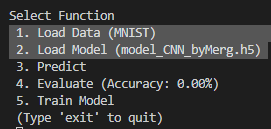 Select Function
1. Load Data (MNIST)
2. Load Model (model_CNN_byMerg.h5)
3. Predict
4. Evaluate (Accuracy: 0.00%)
5. Train Model
(Type 'exit' to quit)